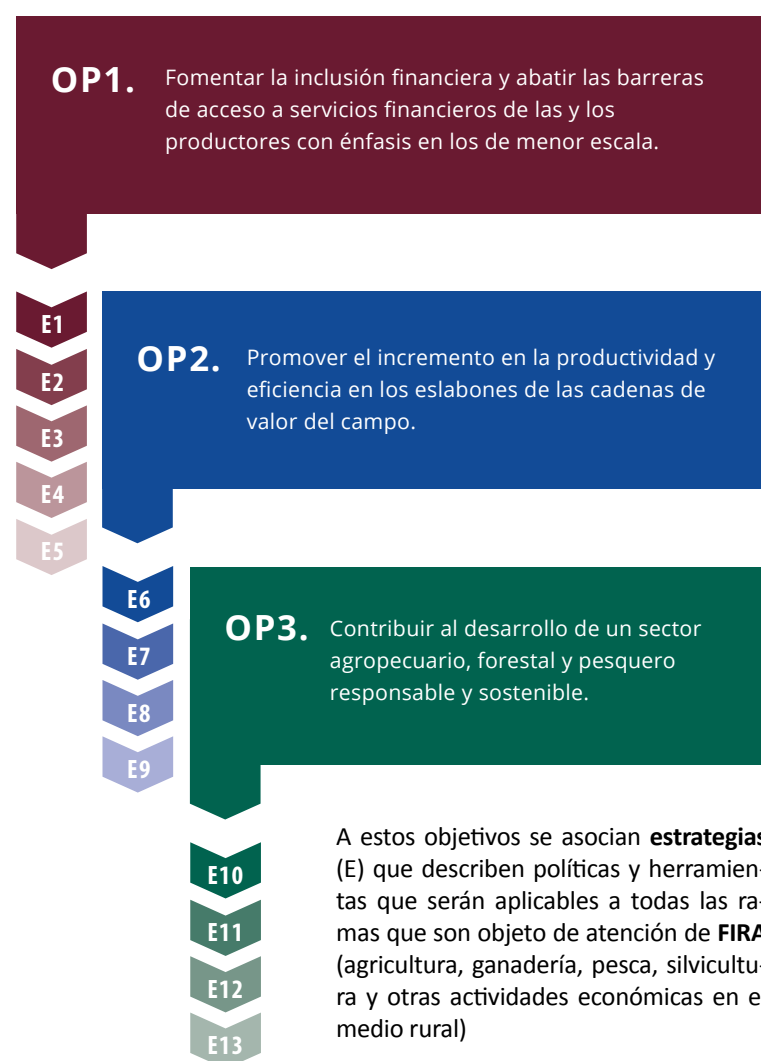 OP1.
Fomentar la inclusión financiera y abatir las barreras
de acceso a servicios financieros de las y los
productores con énfasis en los de menor escala.
E1
E2
E3
E4
E5
OP2.
Promover el incremento en la productividad y
eficiencia en los eslabones de las cadenas de
valor del campo.
E6
E7
E8
E9
OP3.
Contribuir al desarrollo de un sector
agropecuario, forestal y pesquero
responsable y sostenible.
E10
E11
E12
E13
A estos objetivos se asocian estrategias
(E) que describen políticas y herramien-
tas que serán aplicables a todas las ra-
mas que son objeto de atención de FIRA
(agricultura, ganadería, pesca, silvicultu-
ra y otras actividades económicas en e
medio rural)